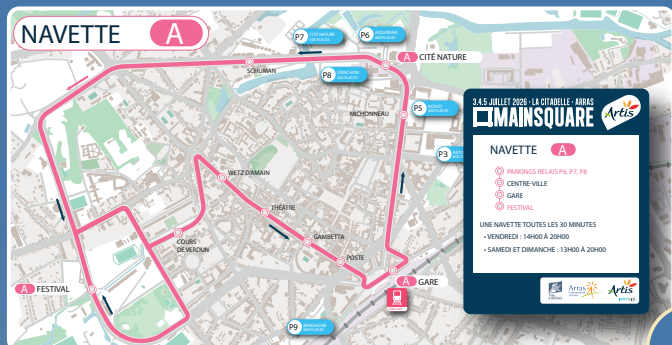 NAVETTE A
P7 CITÉ NATURE
P6 AQUARENA
A CITÉ NATURE
SCHUMAN
P8 CRINCHON
MICHONNEAU
P5
P3
WETZ D'AMAIN
THÉÂTRE
GAMBETTA
POSTE
COURS
DE VERDUN
A FESTIVAL
A GARE
P9
3.4.5 JUILLET 2026 - LA CITADELLE - ARRAS
MAINSQUARE
Artis
NAVETTE A
PARKINGS RELAIS P6, P7, P8
CENTRE-VILLE
GARE
FESTIVAL
UNE NAVETTE TOUTES LES 30 MINUTES
• VENDREDI : 14H00 À 20H00
• SAMEDI ET DIMANCHE : 13H00 À 20H00
Arras
Artis